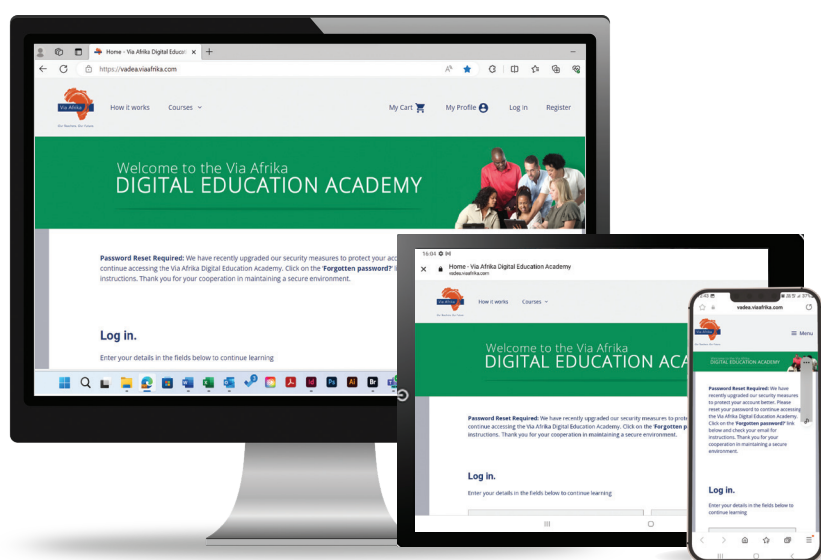 Home - Via Afrika Digital Educat
https://vadea.viaafrika.com
Via Afrika
How it works Courses
My Cart My Profile Log in Register
Welcome to the Via Afrika
DIGITAL EDUCATION ACADEMY
Password Reset Required: We have recently upgraded our security measures to protect your acc
continue accessing the Via Afrika Digital Education Academy. Click on the 'Forgotten password?' li
instructions. Thank you for your cooperation in maintaining a secure environment.
Log in.
Enter your details in the fields below to continue learning
16:04
Home - Via Afrika Digital Education Academy
vadea.viaafrika.com
Via Afrika
How it works Courses
Welcome to the Via Afrika
DIGITAL EDUCATION ACA
Password Reset Required: We have recently upgraded our security measures to prote
continue accessing the Via Afrika Digital Education Academy. Click on the 'Forgotten p
instructions. Thank you for your cooperation in maintaining a secure environment.
Log in.
Enter your details in the fields below to continue learning
vadea.viaafrika.com
Via Afrika
Menu
DIGITAL EDUCATION ACADEMY
Password Reset Required: We have
recently upgraded our security measures
to protect your account better. Please
reset your password to continue accessing
the Via Afrika Digital Education Academy.
Click on the 'Forgotten password?' link
below and check your email for
instructions. Thank you for your
cooperation in maintaining a secure
environment.
Log in.
Enter your details in the fields below to
continue learning